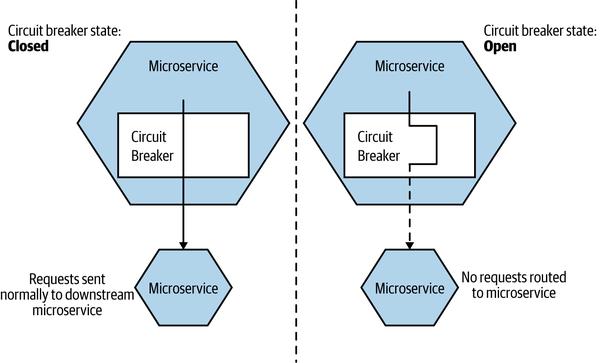 Circuit breaker state:
Closed
Microservice
Circuit
Breaker
Requests sent
normally to downstream
microservice
Microservice
Circuit breaker state:
Open
Microservice
Circuit
Breaker
Microservice
No requests routed
to microservice